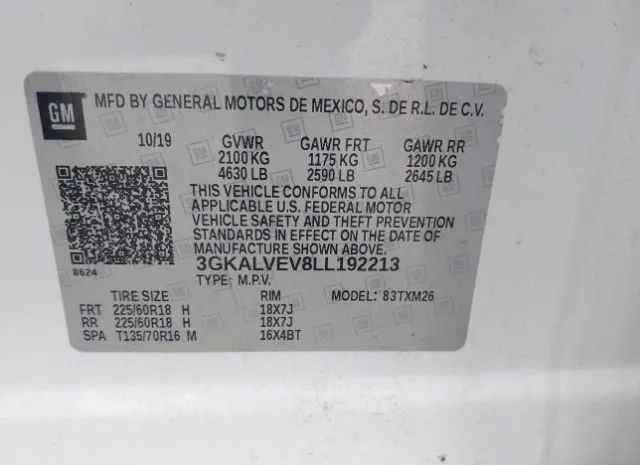 GM MFD BY GENERAL MOTORS DE MEXICO, S. DE R.L. DE C.V.
10/19 GVWR GAWR FRT GAWR RR
2100 KG 1175 KG 1200 KG
4630 LB 2590 LB 2645 LB
THIS VEHICLE CONFORMS TO ALL
APPLICABLE U.S. FEDERAL MOTOR
VEHICLE SAFETY AND THEFT PREVENTION
STANDARDS IN EFFECT ON THE DATE OF
MANUFACTURE SHOWN ABOVE.
8624 3GKALVEV8LL192213
TYPE: M.P.V.
TIRE SIZE RIM MODEL: 83TXM26
FRT 225/60R18 H 18X7J
RR 225/60R18 H 18X7J
SPA T135/70R16 M 16X4BT